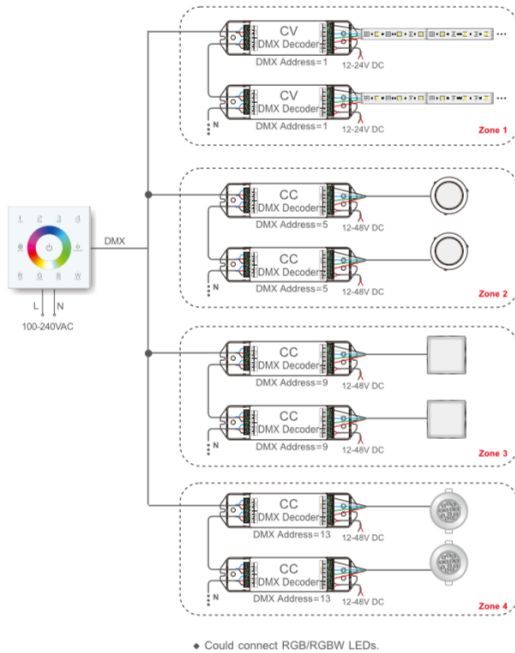 CV
DMX Decoder
DMX Address=1
12-24V DC
CV
DMX Decoder
N
DMX Address=1
12-24V DC
Zone 1
CC
DMX Decoder
DMX Address=5
12-48V DC
CC
DMX Decoder
N
DMX Address=5
12-48V DC
Zone 2
1 2 3 4
DMX
L N
100-240VAC
CC
DMX Decoder
DMX Address=9
12-48V DC
CC
DMX Decoder
N
DMX Address=9
12-48V DC
Zone 3
CC
DMX Decoder
DMX Address=13
12-48V DC
CC
DMX Decoder
N
DMX Address=13
12-48V DC
Zone 4
◆ Could connect RGB/RGBW LEDs.